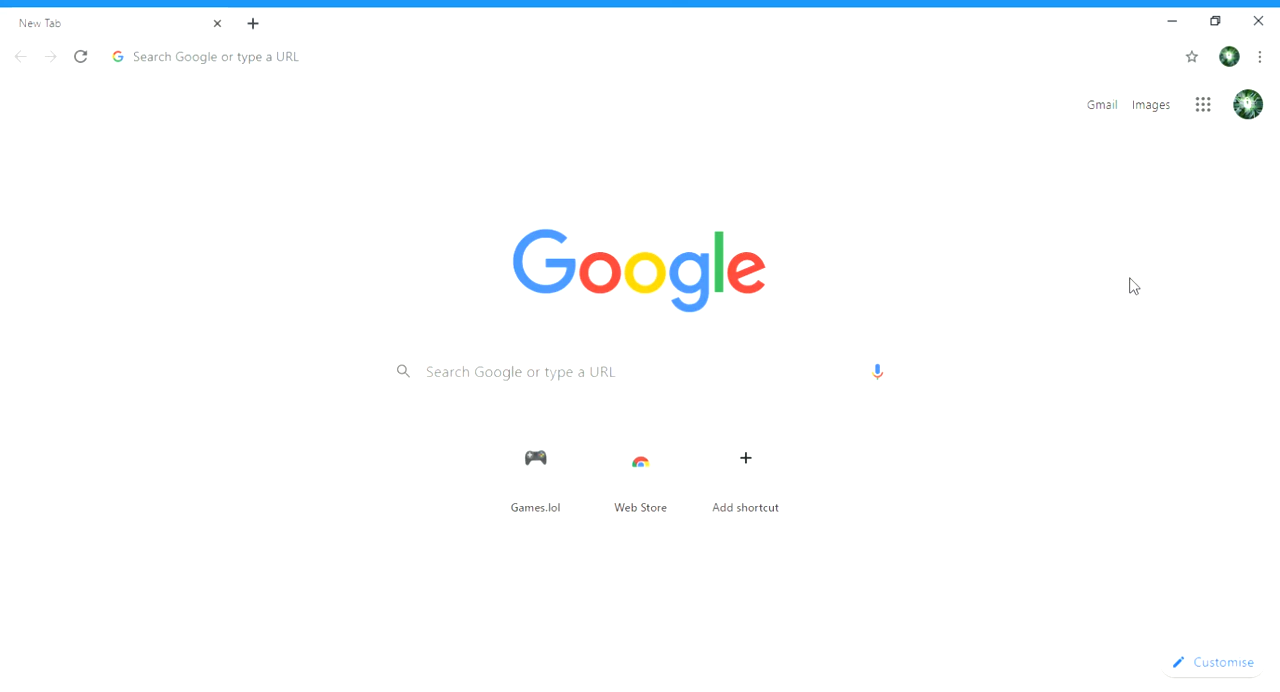 New Tab
Search Google or type a URL
Gmail Images
Google
Search Google or type a URL
Games.lol Web Store Add shortcut
Customise